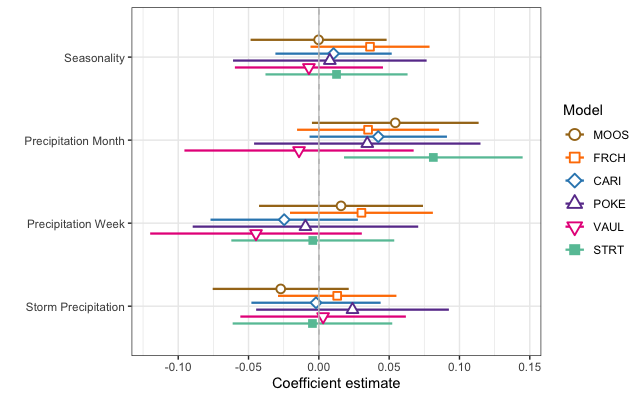 Seasonality
Precipitation Month
Precipitation Week
Storm Precipitation
-0.10 -0.05 0.00 0.05 0.10 0.15
Coefficient estimate
Model
MOOS
FRCH
CARI
POKE
VAUL
STRT